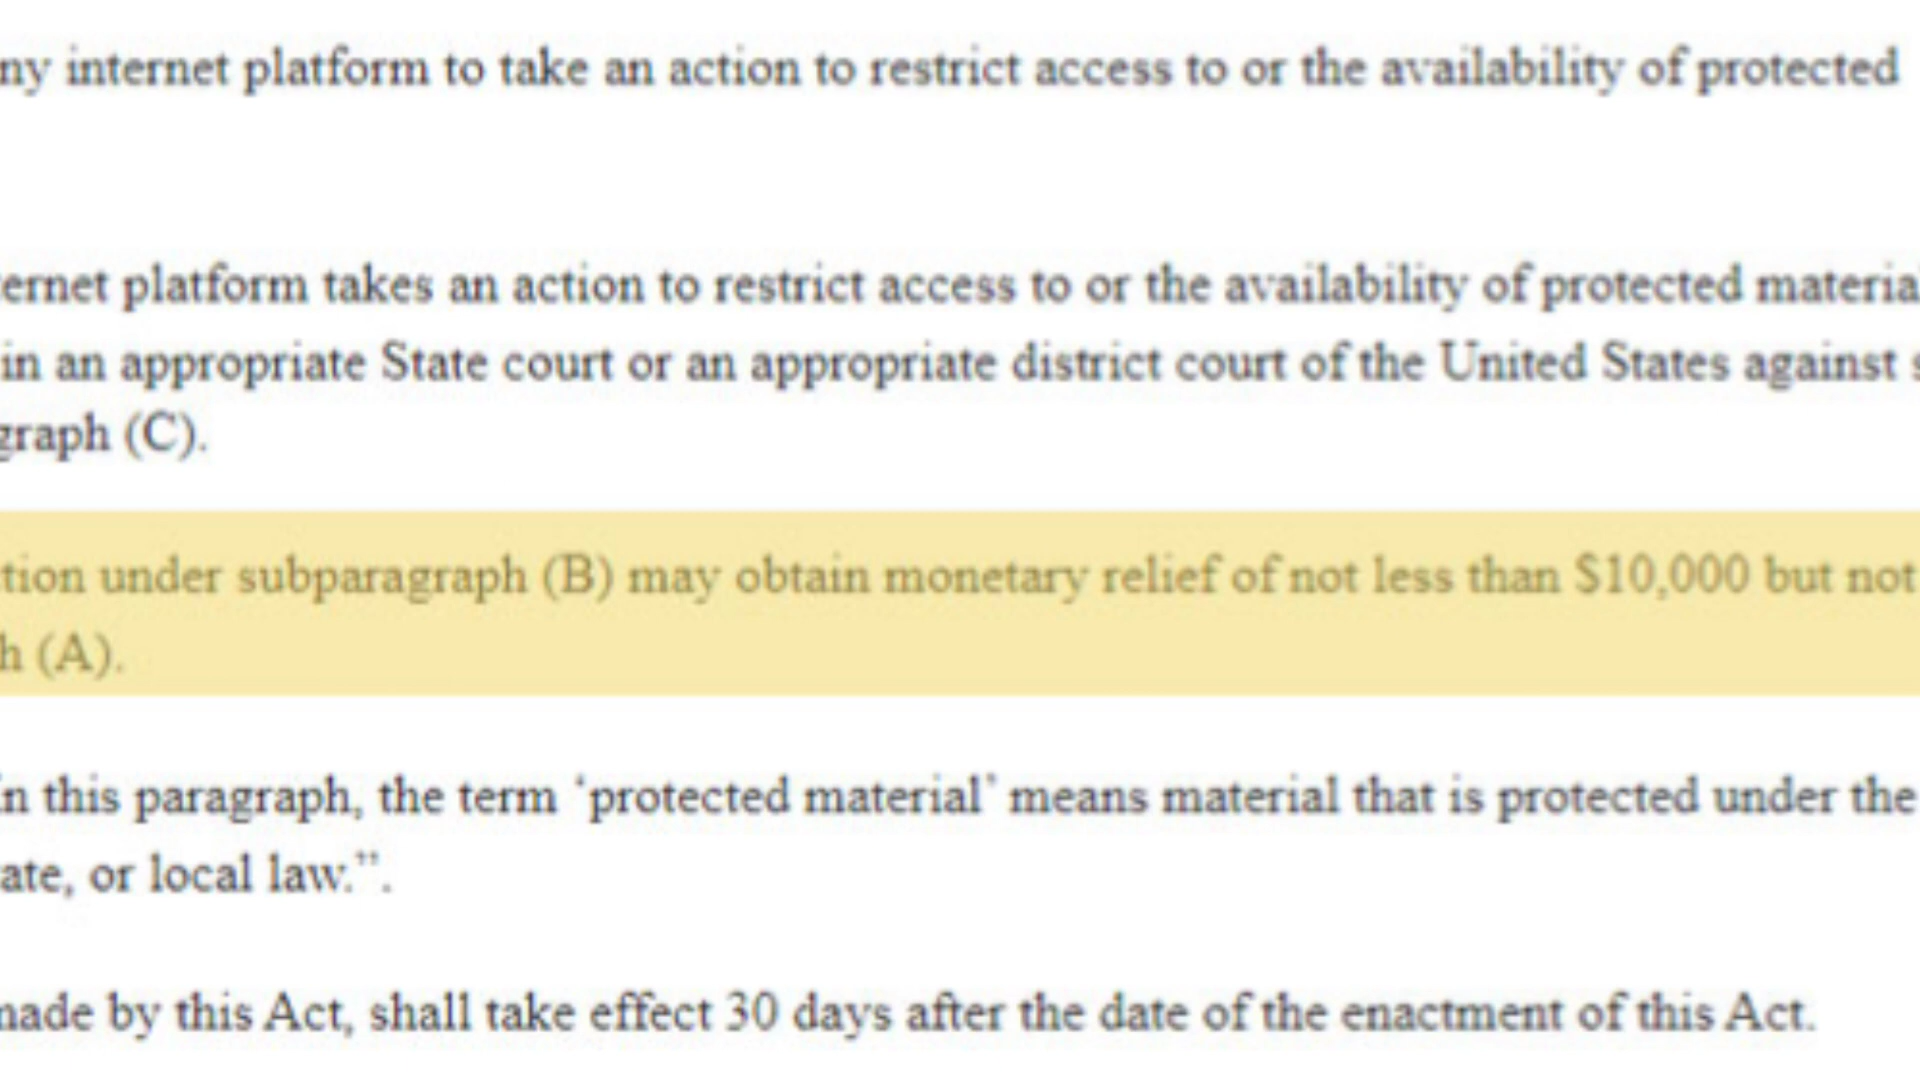 ny internet platform to take an action to restrict access to or the availability of protected
ernet platform takes an action to restrict access to or the availability of protected materia
in an appropriate State court or an appropriate district court of the United States against s
graph (C).
tion under subparagraph (B) may obtain monetary relief of not less than $10,000 but not
h (A).
In this paragraph, the term ‘protected material’ means material that is protected under the
ate, or local law.”.
made by this Act, shall take effect 30 days after the date of the enactment of this Act.